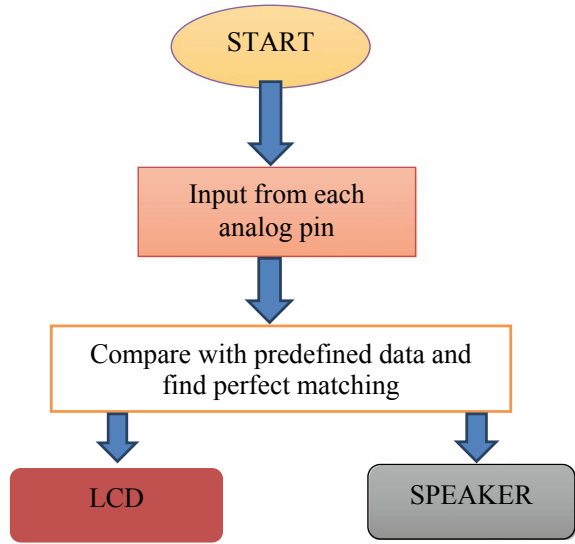 START
Input from each
analog pin
Compare with predefined data and
find perfect matching
LCD
SPEAKER